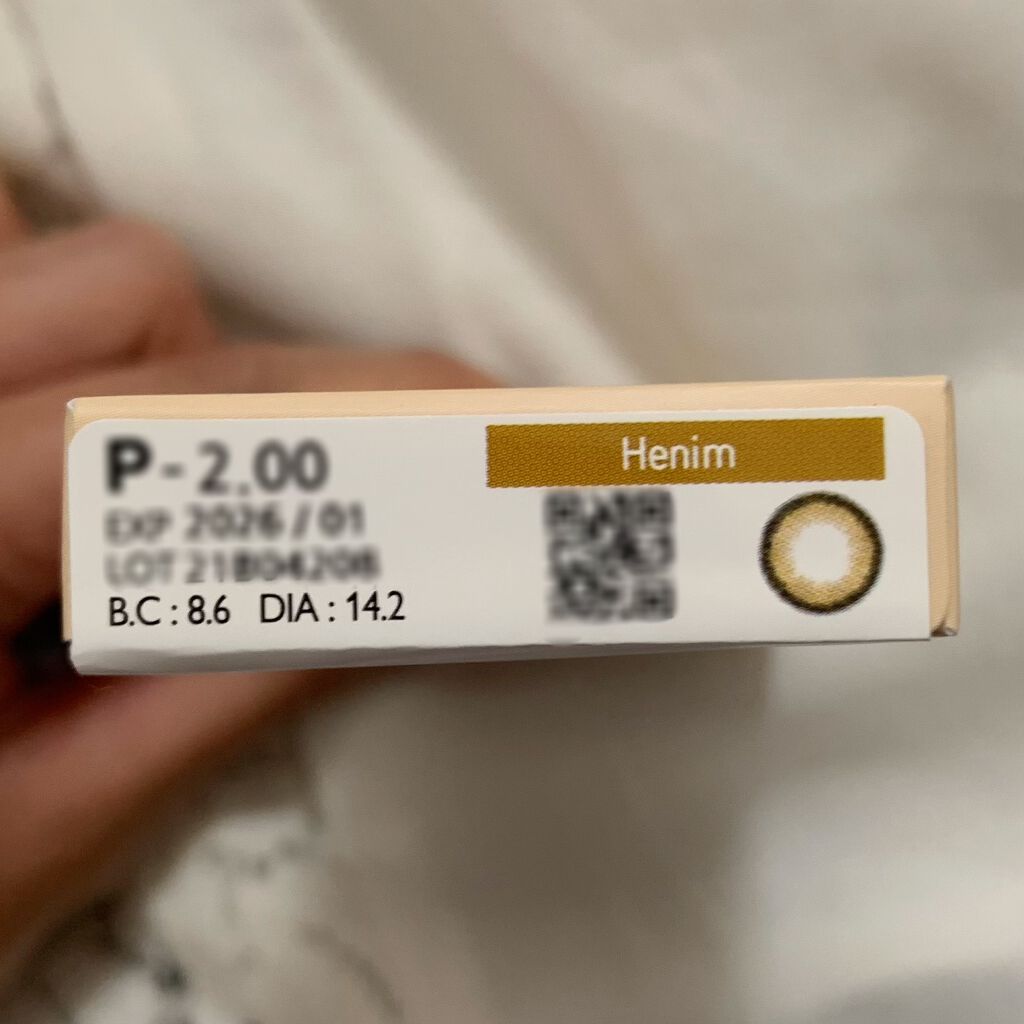 P - 2.00
Henim
EXP 2026 / 01
B.C : 8.6 DIA : 14.2